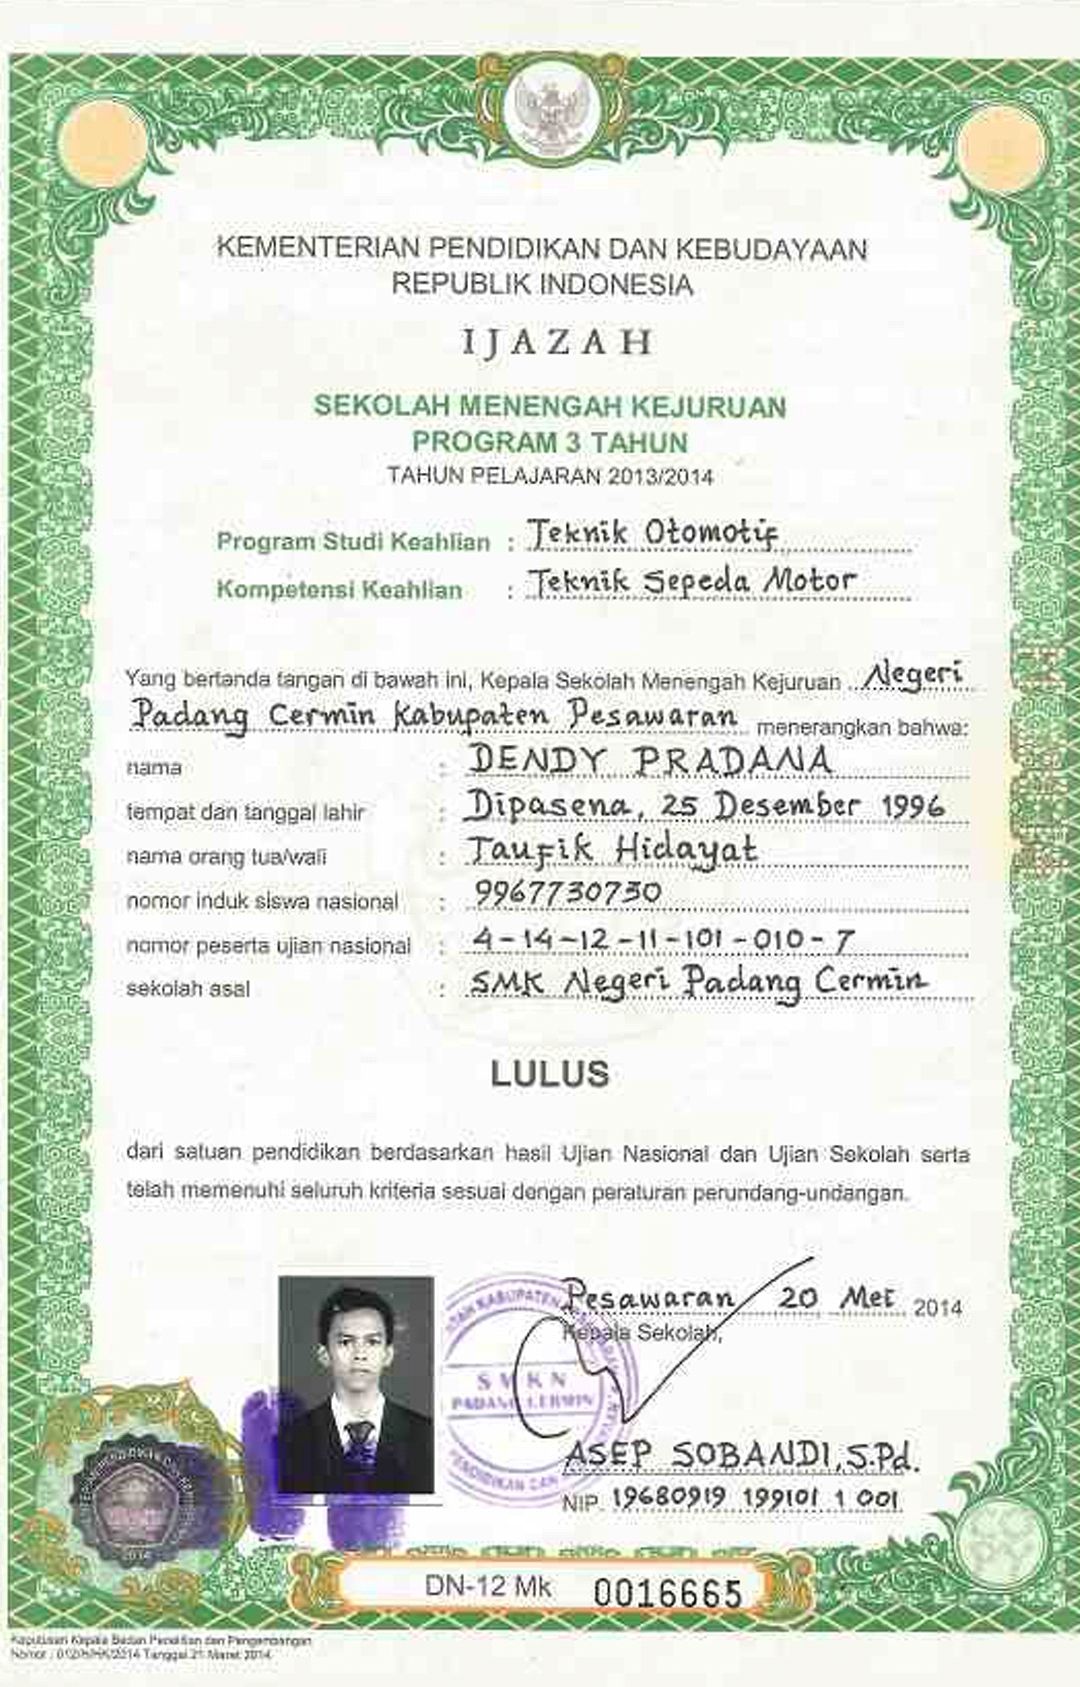 KEMENTERIAN PENDIDIKAN DAN KEBUDAYAAN
REPUBLIK INDONESIA
IJAZAH
SEKOLAH MENENGAH KEJURUAN
PROGRAM 3 TAHUN
TAHUN PELAJARAN 2013/2014
Program Studi Keahlian : Teknik Otomotif
Kompetensi Keahlian : Teknik Sepeda Motor
Yang bertanda tangan di bawah ini, Kepala Sekolah Menengah Kejuruan Negeri
Padang Cermin Kabupaten Pesawaran menerangkan bahwa:
nama : DENDY PRADANA
tempat dan tanggal lahir : Dipasena, 25 Desember 1996
nama orang tua/wali : Taufik Hidayat
nomor induk siswa nasional : 9967730730
nomor peserta ujian nasional : 4-14-12-11-101-010-7
sekolah asal : SMK Negeri Padang Cermin
LULUS
dari satuan pendidikan berdasarkan hasil Ujian Nasional dan Ujian Sekolah serta
telah memenuhi seluruh kriteria sesuai dengan peraturan perundang-undangan.
Pesawaran 20 Mei 2014
Kepala Sekolah,
KABUPATEN
SMKN
PADANG CERMIN
PENDIDIKAN DAN
ASEP SOBANDI, S.Pd.
NIP. 19680919 199101 1 001
2014
DN-12 Mk 0016665
Keputusan Kepala Badan Penelitian dan Pengembangan
Nomor : 012/H/HK/2014 Tanggal 21 Maret 2014